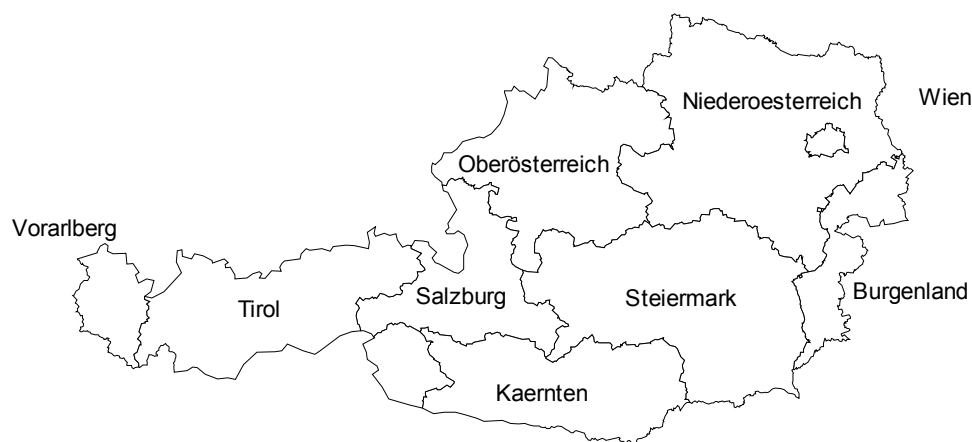 Niederoesterreich
Wien
Oberösterreich
Vorarlberg
Tirol
Salzburg
Steiermark
Burgenland
Kaernten